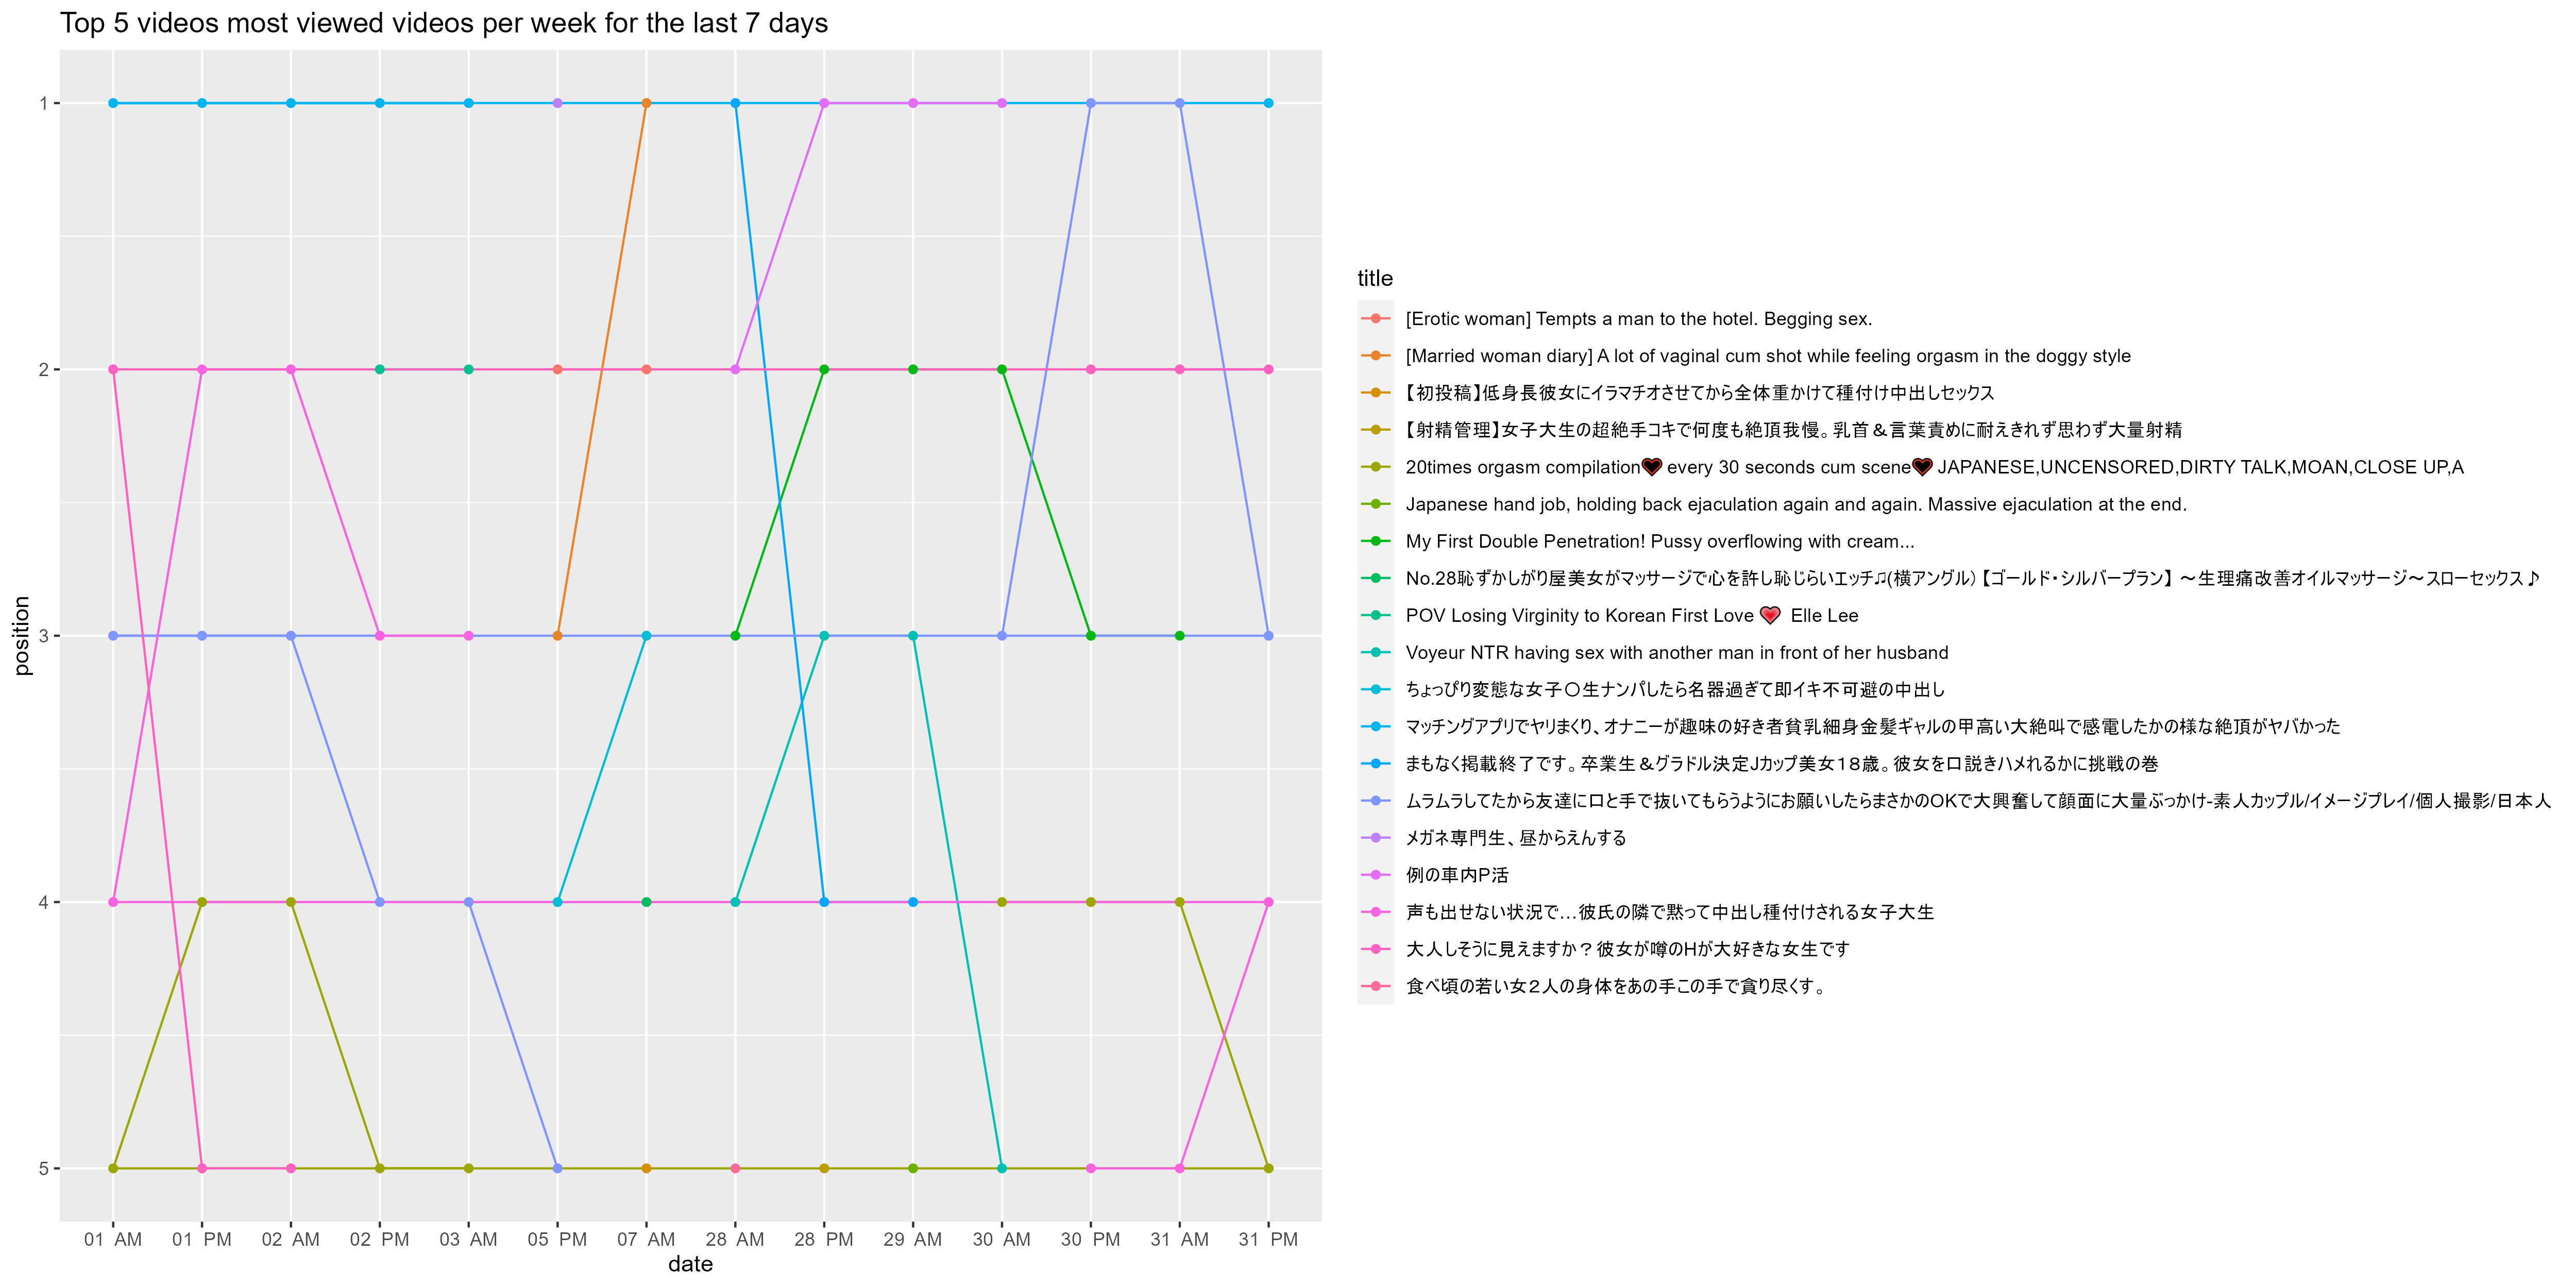 Top 5 videos most viewed videos per week for the last 7 days
position
1
2
3
4
5
01 AM
01 PM
02 AM
02 PM
03 AM
05 PM
07 AM
28 AM
28 PM
29 AM
30 AM
30 PM
31 AM
31 PM
date
title
[Erotic woman] Tempts a man to the hotel. Begging sex.
[Married woman diary] A lot of vaginal cum shot while feeling orgasm in the doggy style
【初投稿】低身長彼女にイラマチオさせてから全体重かけて種付け中出しセックス
【射精管理】女子大生の超絶手コキで何度も絶頂我慢。乳首＆言葉責めに耐えきれず思わず大量射精
20times orgasm compilation🖤 every 30 seconds cum scene🖤 JAPANESE,UNCENSORED,DIRTY TALK,MOAN,CLOSE UP,A
Japanese hand job, holding back ejaculation again and again. Massive ejaculation at the end.
My First Double Penetration! Pussy overflowing with cream...
No.28恥ずかしがり屋美女がマッサージで心を許し恥じらいエッチ♫(横アングル)【ゴールド・シルバープラン】～生理痛改善オイルマッサージ～スローセックス♪
POV Losing Virginity to Korean First Love ❤️ Elle Lee
Voyeur NTR having sex with another man in front of her husband
ちょっぴり変態な女子〇生ナンパしたら名器過ぎて即イキ不可避の中出し
マッチングアプリでヤリまくり、オナニーが趣味の好き者貧乳細身金髪ギャルの甲高い大絶叫で感電したかの様な絶頂がヤバかった
まもなく掲載終了です。卒業生＆グラドル決定Jカップ美女１８歳。彼女を口説きハメれるかに挑戦の巻
ムラムラしてたから友達に口と手で抜いてもらうようにお願いしたらまさかのOKで大興奮して顔面に大量ぶっかけ-素人カップル/イメージプレイ/個人撮影/日本人
メガネ専門生、昼からえんする
例の車内P活
声も出せない状況で…彼氏の隣で黙って中出し種付けされる女子大生
大人しそうに見えますか？彼女が噂のHが大好きな女生です
食べ頃の若い女２人の身体をあの手この手で貪り尽くす。